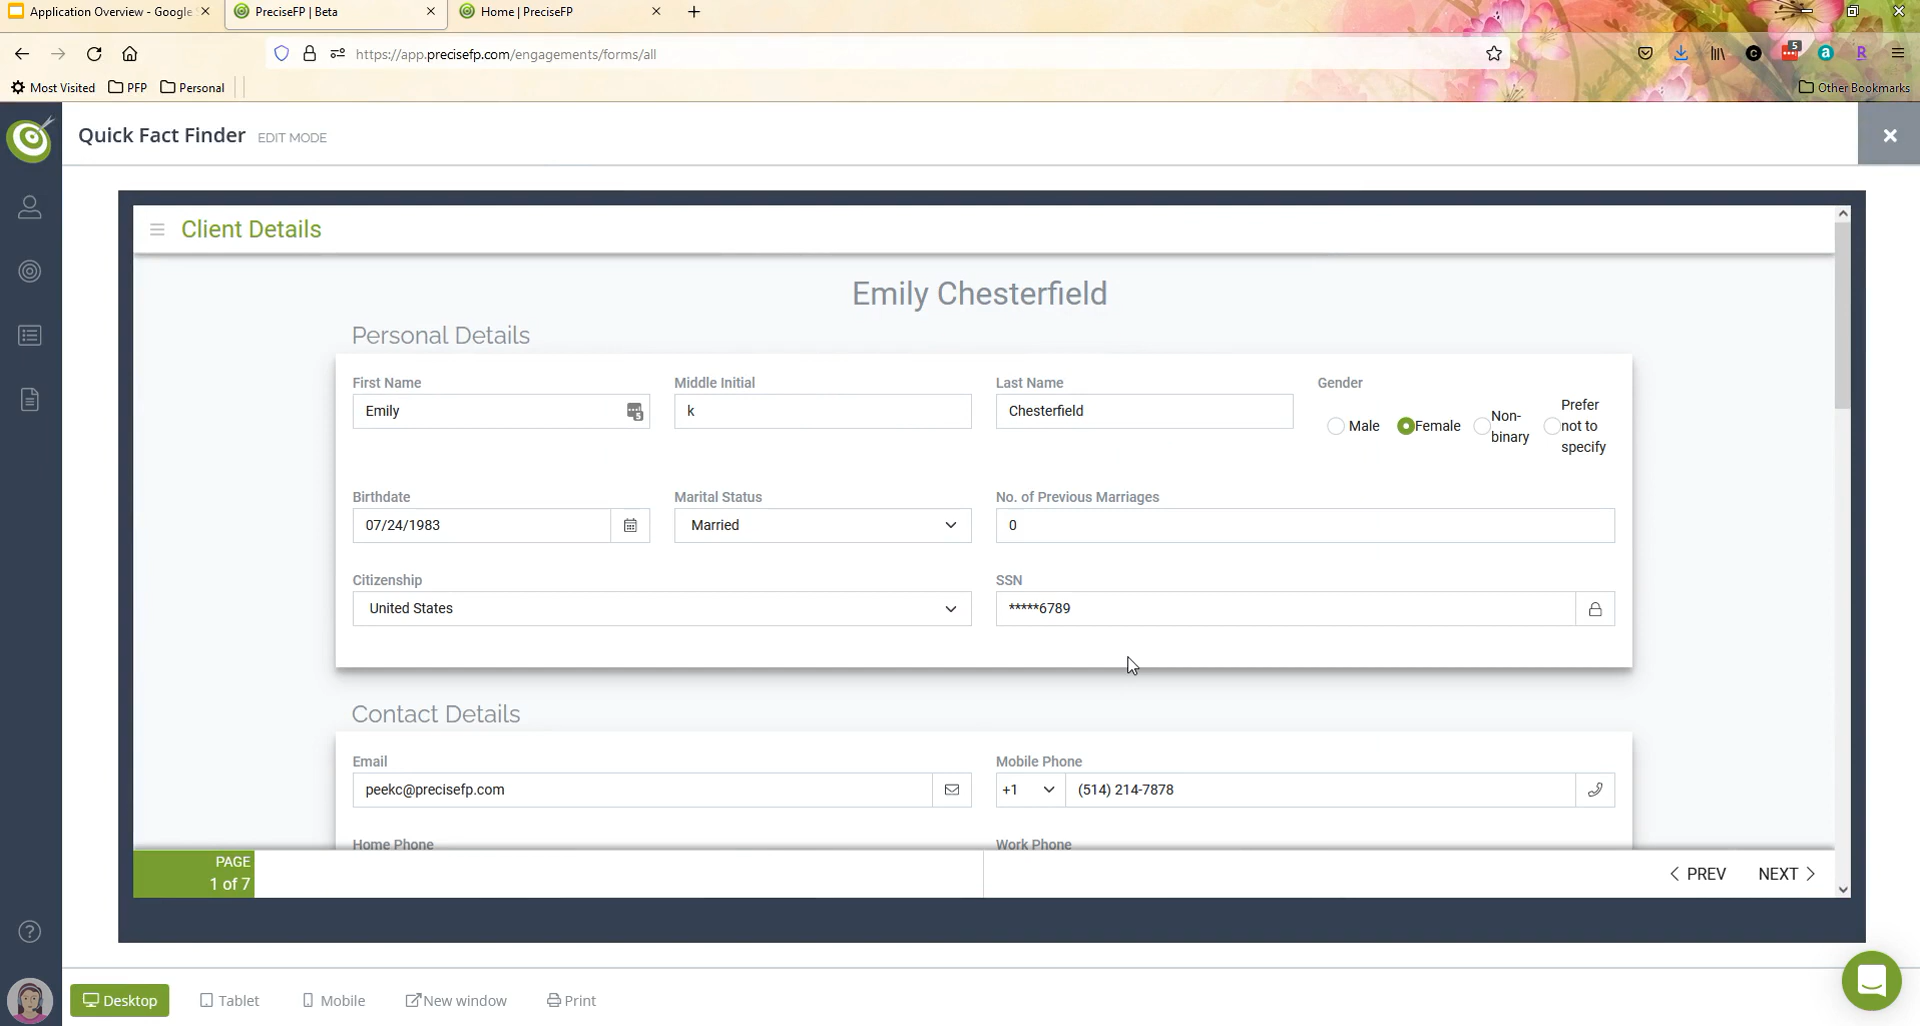 Application Overview - Google
PreciseFP | Beta
Home | PreciseFP
https://app.precisefp.com/engagements/forms/all
5
Most Visited
PFP
Personal
Other Bookmarks
Quick Fact Finder EDIT MODE
Client Details
Emily Chesterfield
Personal Details
First Name
Middle Initial
Last Name
Gender
Emily
k
Chesterfield
Male
Female
Non-
binary
Prefer
not to
specify
Birthdate
Marital Status
No. of Previous Marriages
07/24/1983
Married
0
Citizenship
SSN
United States
*****6789
Contact Details
Email
Mobile Phone
peekc@precisefp.com
+1
(514) 214-7878
Home Phone
Work Phone
PAGE
1 of 7
PREV
NEXT
Desktop
Tablet
Mobile
New window
Print